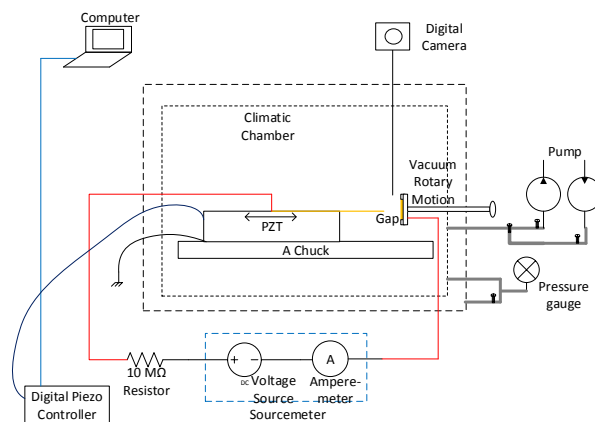 Computer
Digital
Camera
Climatic
Chamber
Vacuum
Rotary
Motion
Pump
Gap
PZT
A Chuck
Pressure
gauge
10 MΩ
Resistor
+
-
DC
Voltage
Source
A
Ampere-
meter
Sourcemeter
Digital Piezo
Controller